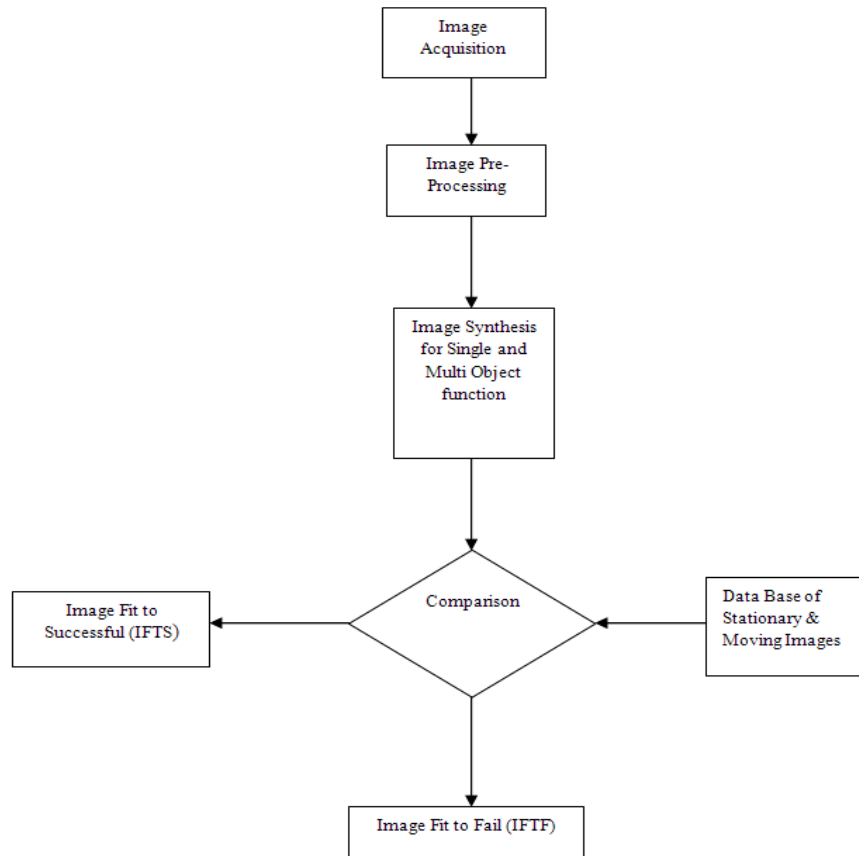 Image
Acquisition
Image Pre-
Processing
Image Synthesis
for Single and
Multi Object
function
Comparison
Data Base of
Stationary &
Moving Images
Image Fit to
Successful (IFTS)
Image Fit to Fail (IFTF)